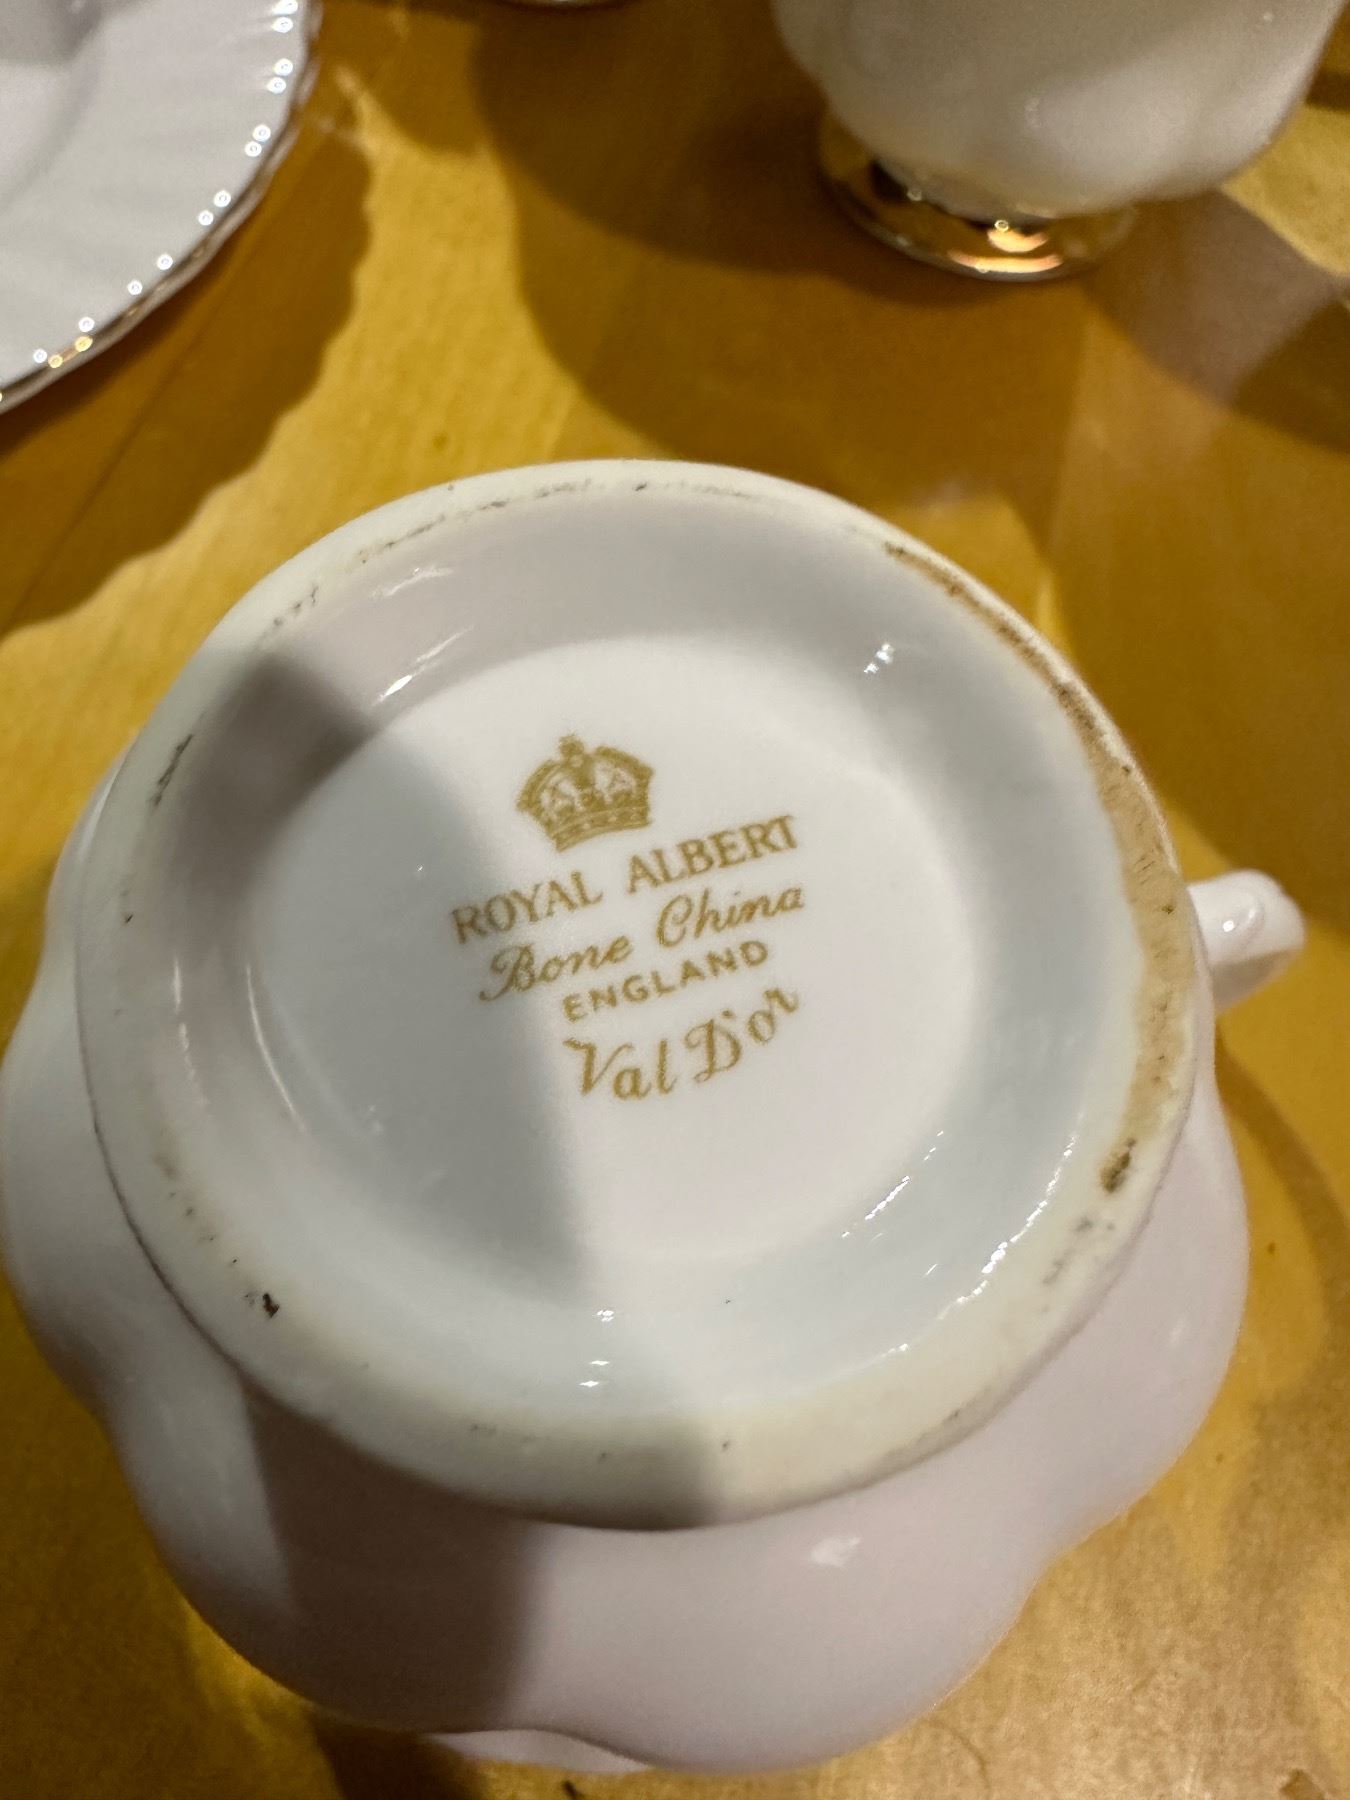 ROYAL ALBERT
Bone China
ENGLAND
Val D'or